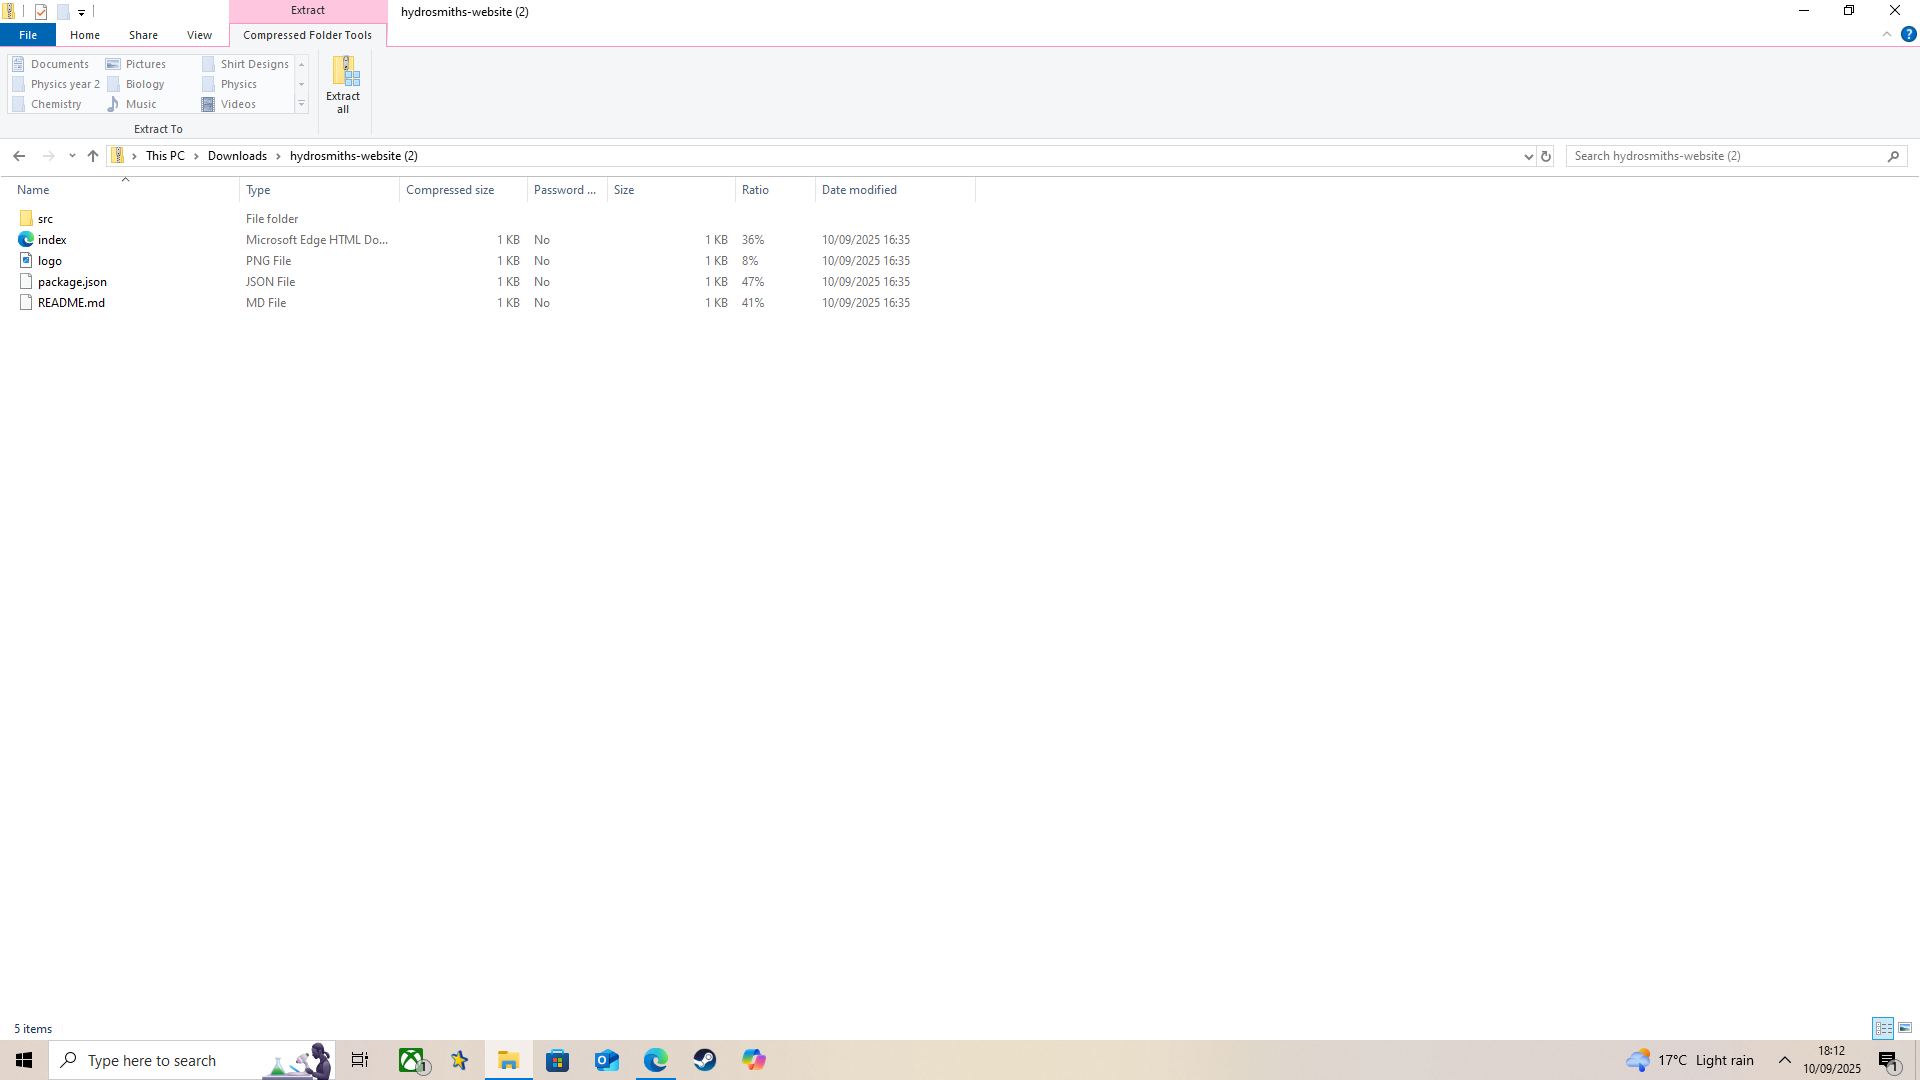 Extract
hydrosmiths-website (2)
File Home Share View Compressed Folder Tools
Documents Pictures Shirt Designs
Physics year 2 Biology Physics
Chemistry Music Videos
Extract all
Extract To
This PC Downloads hydrosmiths-website (2)
Search hydrosmiths-website (2)
Name Type Compressed size Password ... Size Ratio Date modified
src File folder
index Microsoft Edge HTML Do... 1 KB No 1 KB 36% 10/09/2025 16:35
logo PNG File 1 KB No 1 KB 8% 10/09/2025 16:35
package.json JSON File 1 KB No 1 KB 47% 10/09/2025 16:35
README.md MD File 1 KB No 1 KB 41% 10/09/2025 16:35
5 items
Type here to search
1
17°C Light rain
18:12
10/09/2025
1